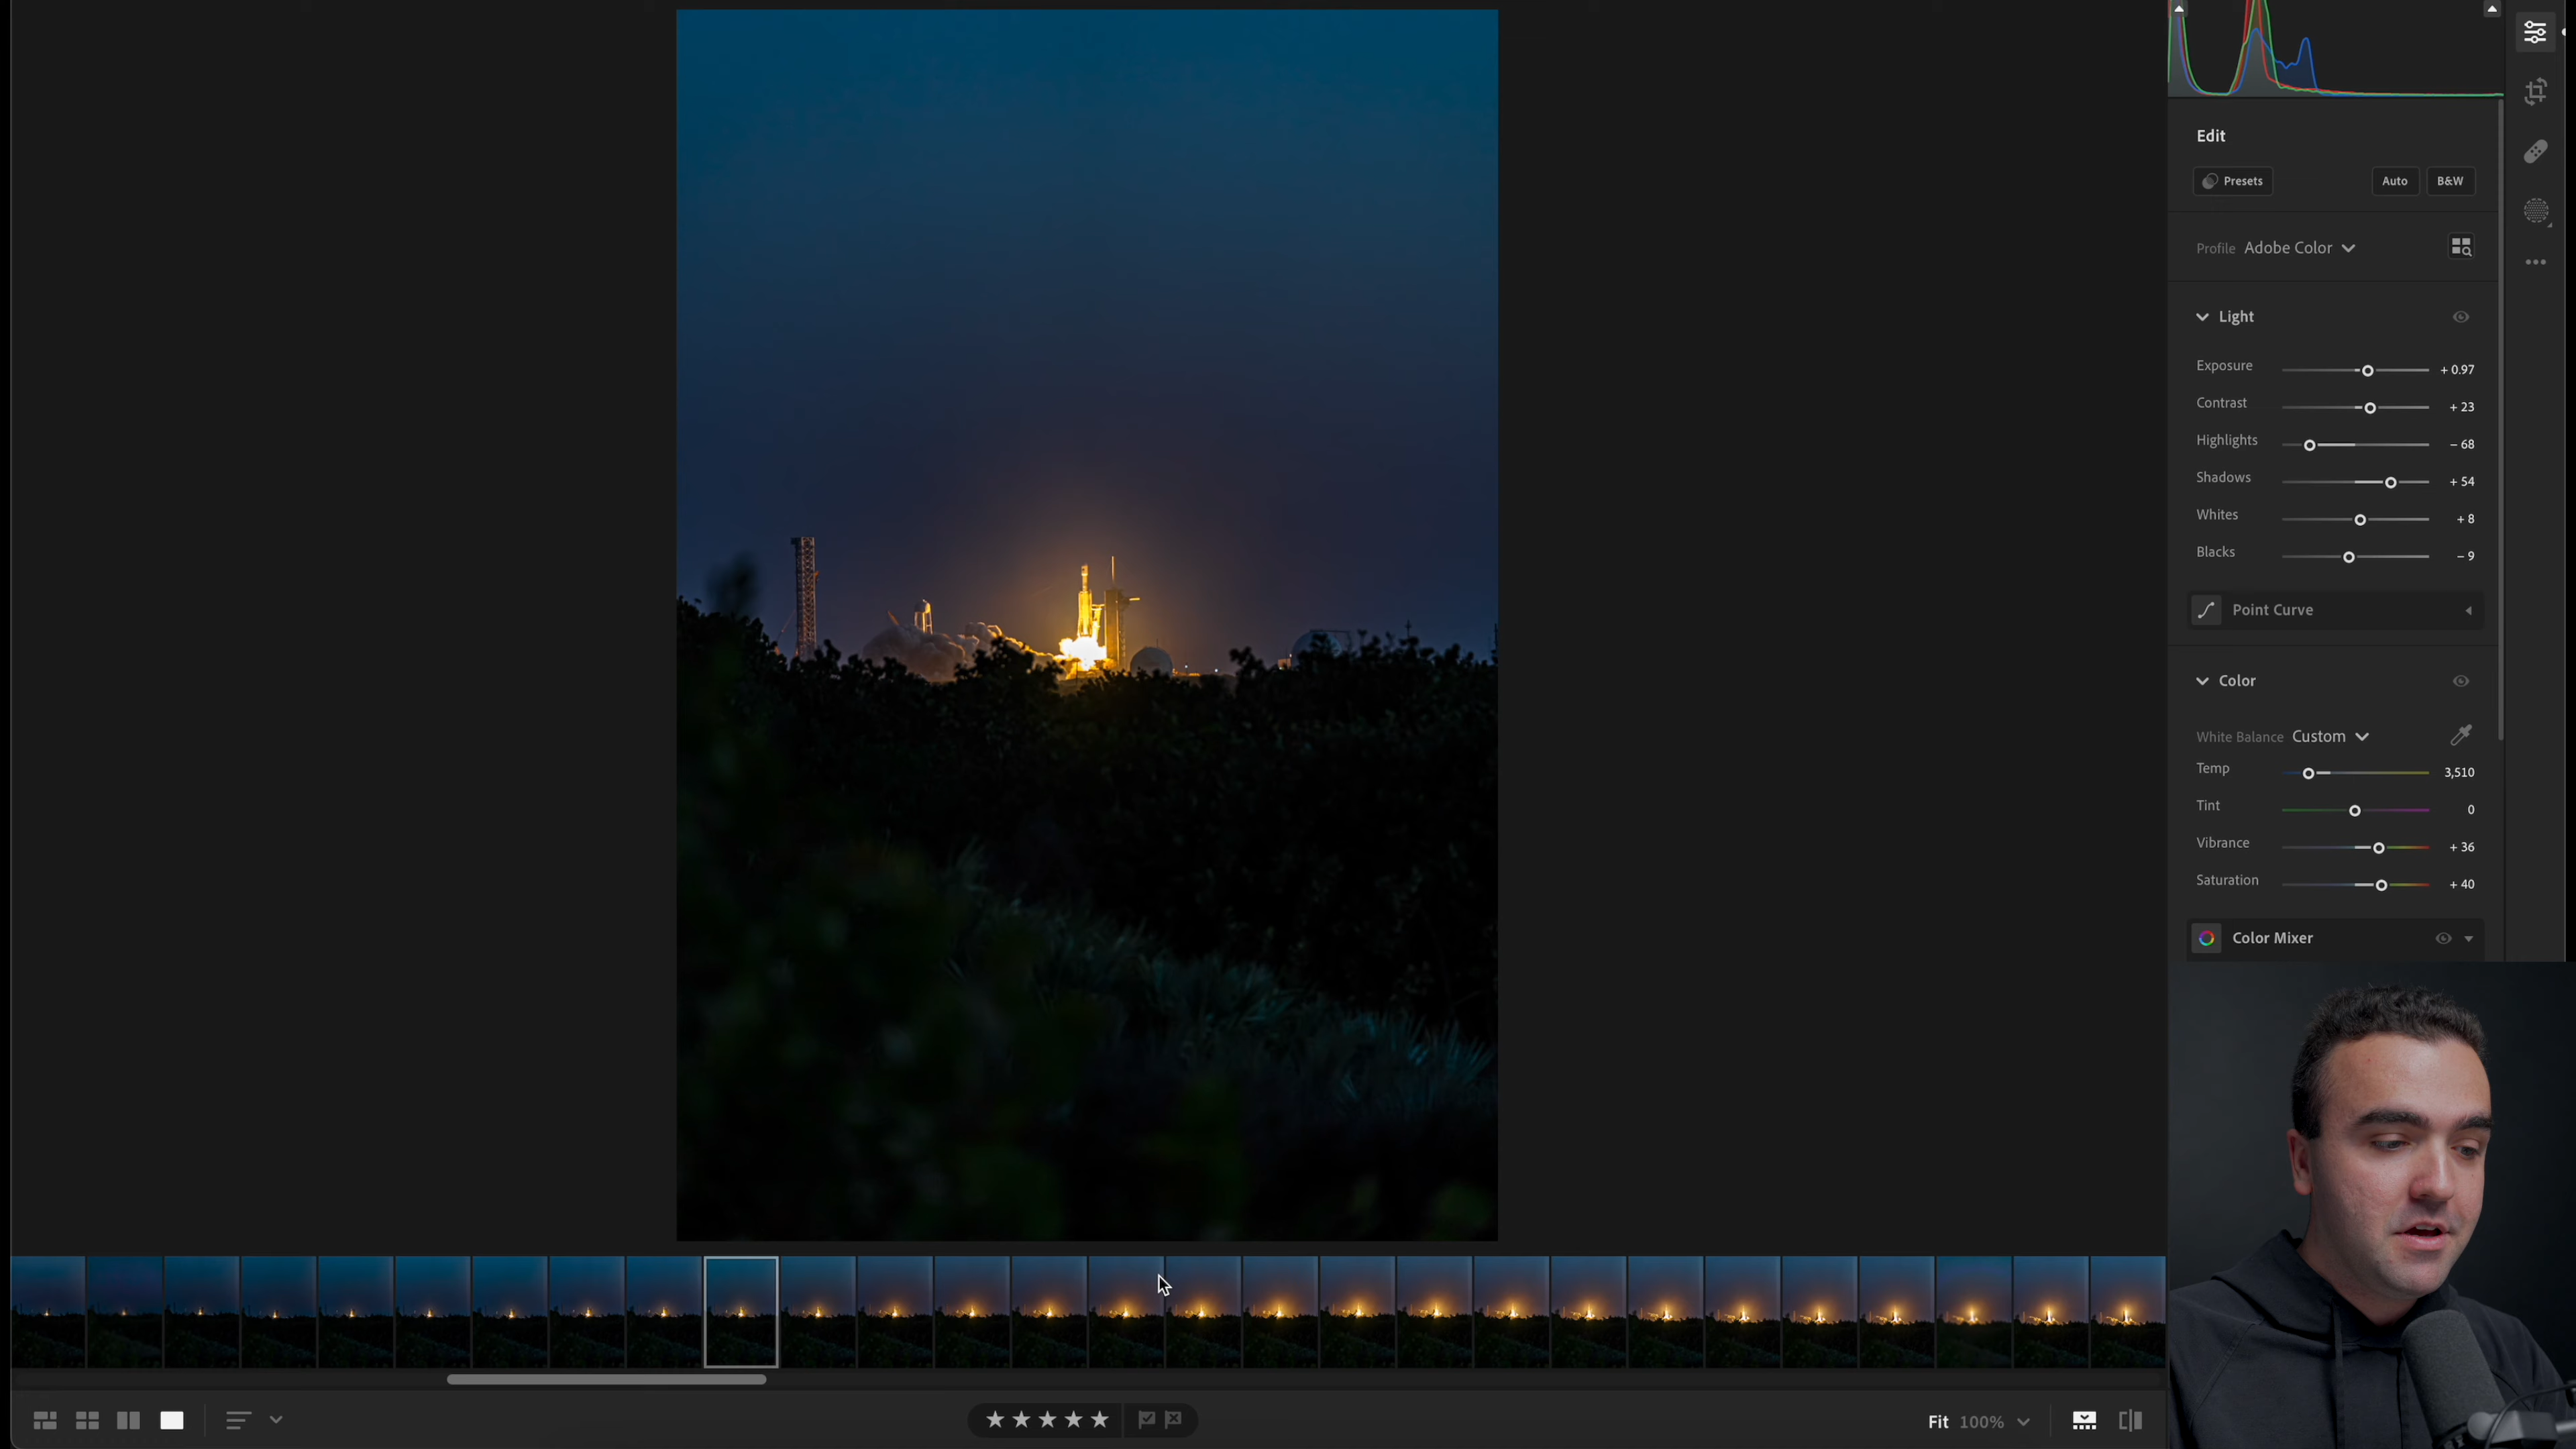 Edit
Presets Auto B&W
Profile Adobe Color
Light
Exposure + 0.97
Contrast + 23
Highlights − 68
Shadows + 54
Whites + 8
Blacks − 9
Point Curve
Color
White Balance Custom
Temp 3,510
Tint 0
Vibrance + 36
Saturation + 40
Color Mixer
Fit 100%